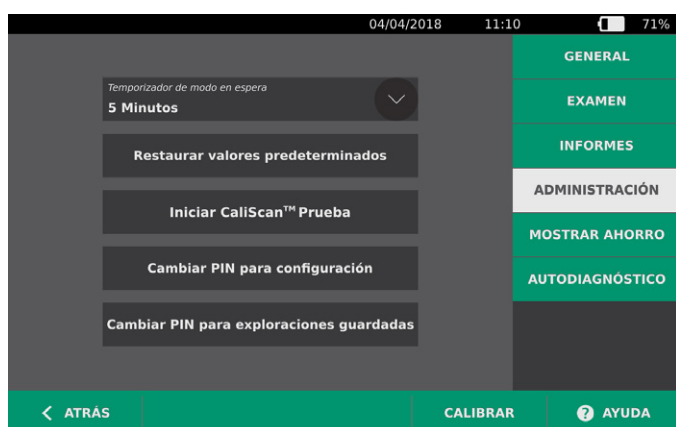 04/04/2018 11:10 71%
Temporizador de modo en espera
5 Minutos
Restaurar valores predeterminados
Iniciar CaliScan™ Prueba
Cambiar PIN para configuración
Cambiar PIN para exploraciones guardadas
GENERAL
EXAMEN
INFORMES
ADMINISTRACIÓN
MOSTRAR AHORRO
AUTODIAGNÓSTICO
ATRÁS
CALIBRAR
? AYUDA